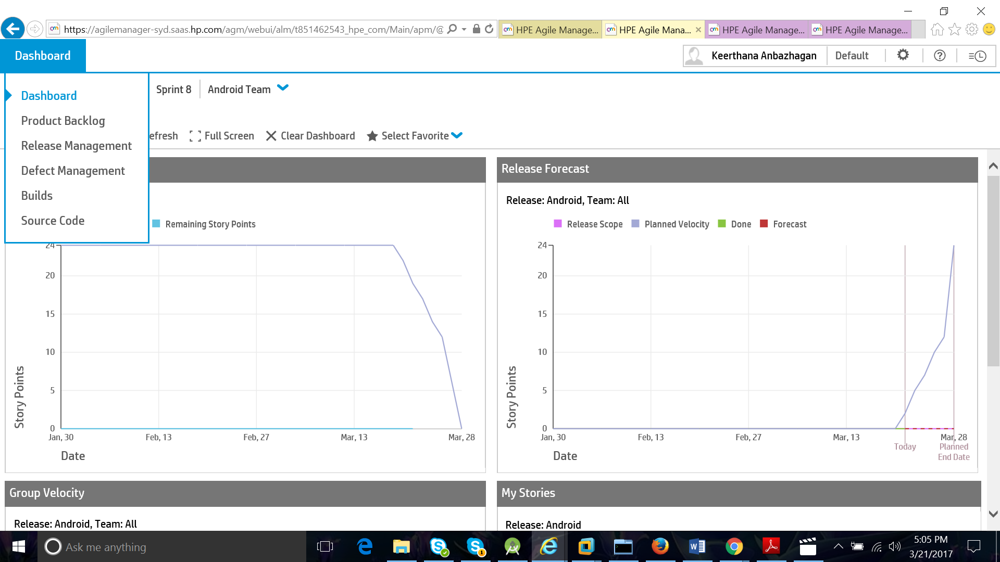 https://agilemanager-syd.saas.hp.com/agm/webui/alm/t851462543_hpe_com/Main/apm/@
HPE Agile Manage...
HPE Agile Mana...
HPE Agile Manage...
HPE Agile Manage...
Dashboard
Keerthana Anbazhagan
Default
Dashboard
Product Backlog
Release Management
Defect Management
Builds
Source Code
Sprint 8
Android Team
efresh
Full Screen
Clear Dashboard
Select Favorite
Remaining Story Points
24
20
15
10
5
0
Story Points
Jan, 30
Feb, 13
Feb, 27
Mar, 13
Mar, 28
Date
Release Forecast
Release: Android, Team: All
Release Scope
Planned Velocity
Done
Forecast
24
20
15
10
5
0
Story Points
Jan, 30
Feb, 13
Feb, 27
Mar, 13
Mar, 28
Today
Planned
End Date
Date
Group Velocity
Release: Android, Team: All
My Stories
Release: Android
Ask me anything
5:05 PM
3/21/2017